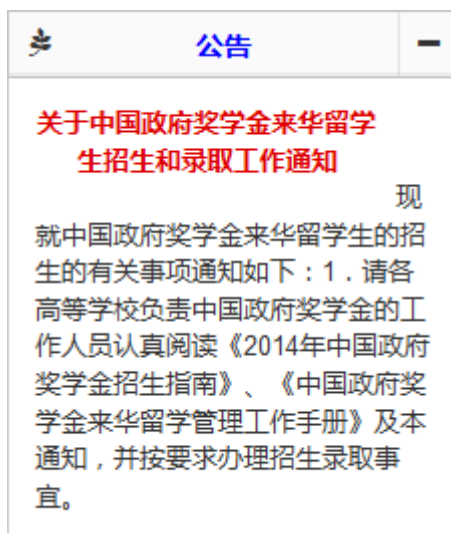 公告
关于中国政府奖学金来华留学
生招生和录取工作通知
现
就中国政府奖学金来华留学生的招
生的有关事项通知如下：1．请各
高等学校负责中国政府奖学金的工
作人员认真阅读《2014年中国政府
奖学金招生指南》、《中国政府奖
学金来华留学管理工作手册》及本
通知，并按要求办理招生录取事
宜。